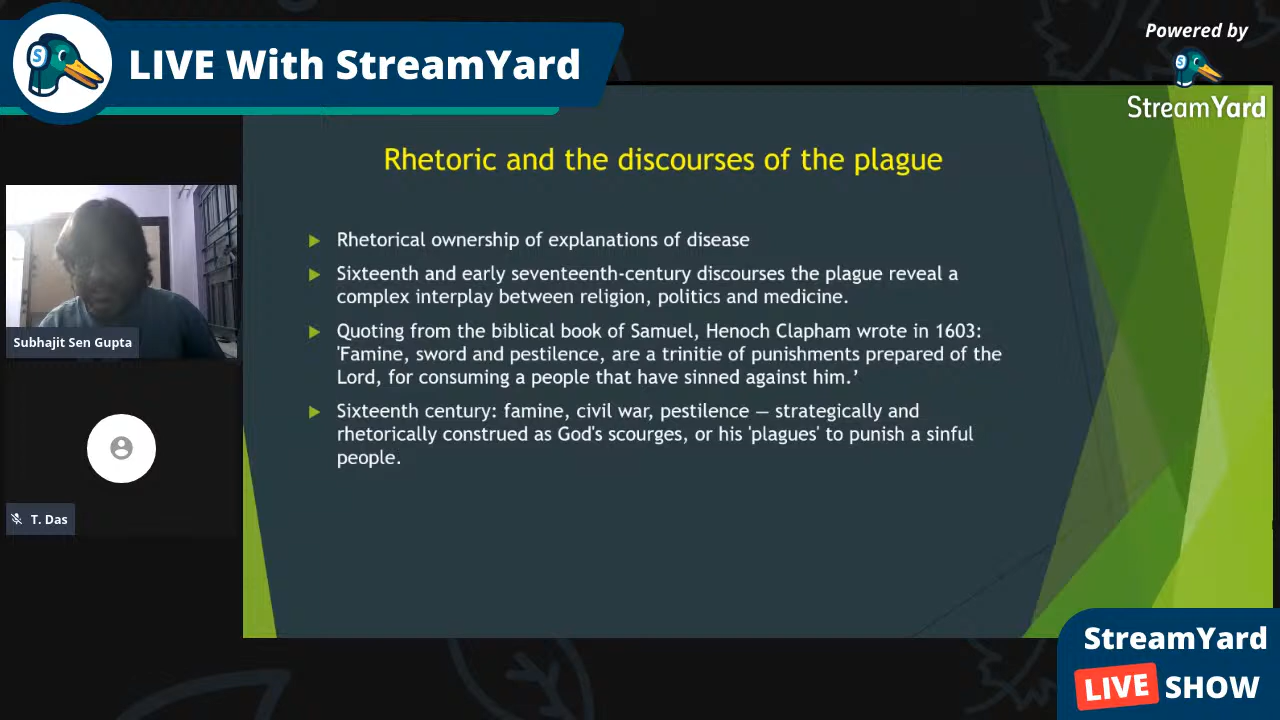 LIVE With StreamYard
Powered by
StreamYard
Rhetoric and the discourses of the plague
Rhetorical ownership of explanations of disease
Sixteenth and early seventeenth-century discourses the plague reveal a
complex interplay between religion, politics and medicine.
Quoting from the biblical book of Samuel, Henoch Clapham wrote in 1603:
'Famine, sword and pestilence, are a trinitie of punishments prepared of the
Lord, for consuming a people that have sinned against him.’
Sixteenth century: famine, civil war, pestilence — strategically and
rhetorically construed as God's scourges, or his 'plagues' to punish a sinful
people.
Subhajit Sen Gupta
T. Das
StreamYard
LIVE SHOW